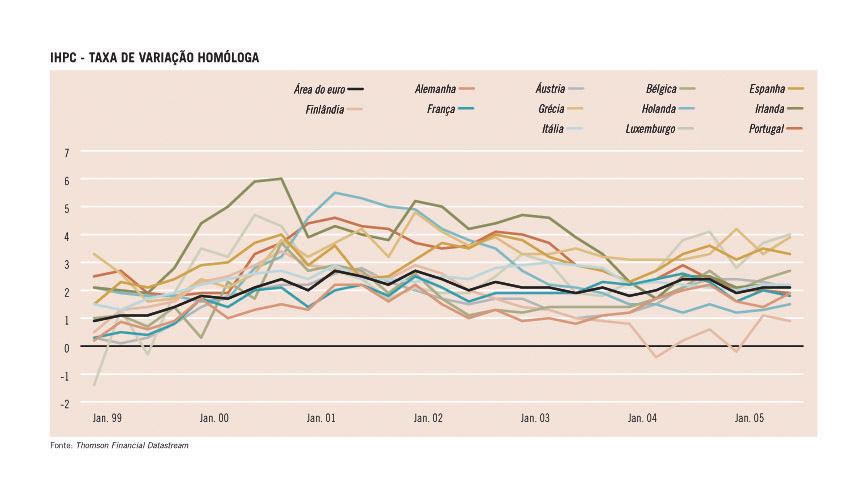 IHPC - TAXA DE VARIAÇÃO HOMÓLOGA
Área do euro Alemanha Áustria Bélgica Espanha
Finlândia França Grécia Holanda Irlanda
Itália Luxemburgo Portugal
7
6
5
4
3
2
1
0
-1
-2
Jan. 99 Jan. 00 Jan. 01 Jan. 02 Jan. 03 Jan. 04 Jan. 05
Fonte: Thomson Financial Datastream